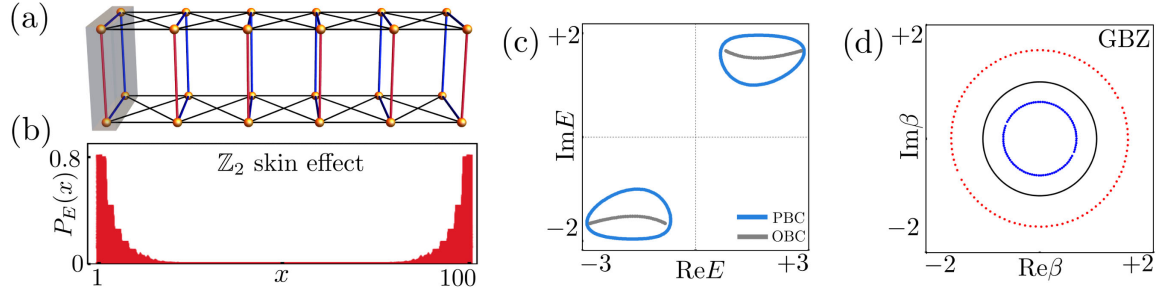 (a)
(b)
ℤ₂ skin effect
P_E(x)
0.8
0
1
x
100
(c)
+2
ImE
−2
PBC
OBC
−3
ReE
+3
(d)
GBZ
+2
Imβ
−2
−2
Reβ
+2